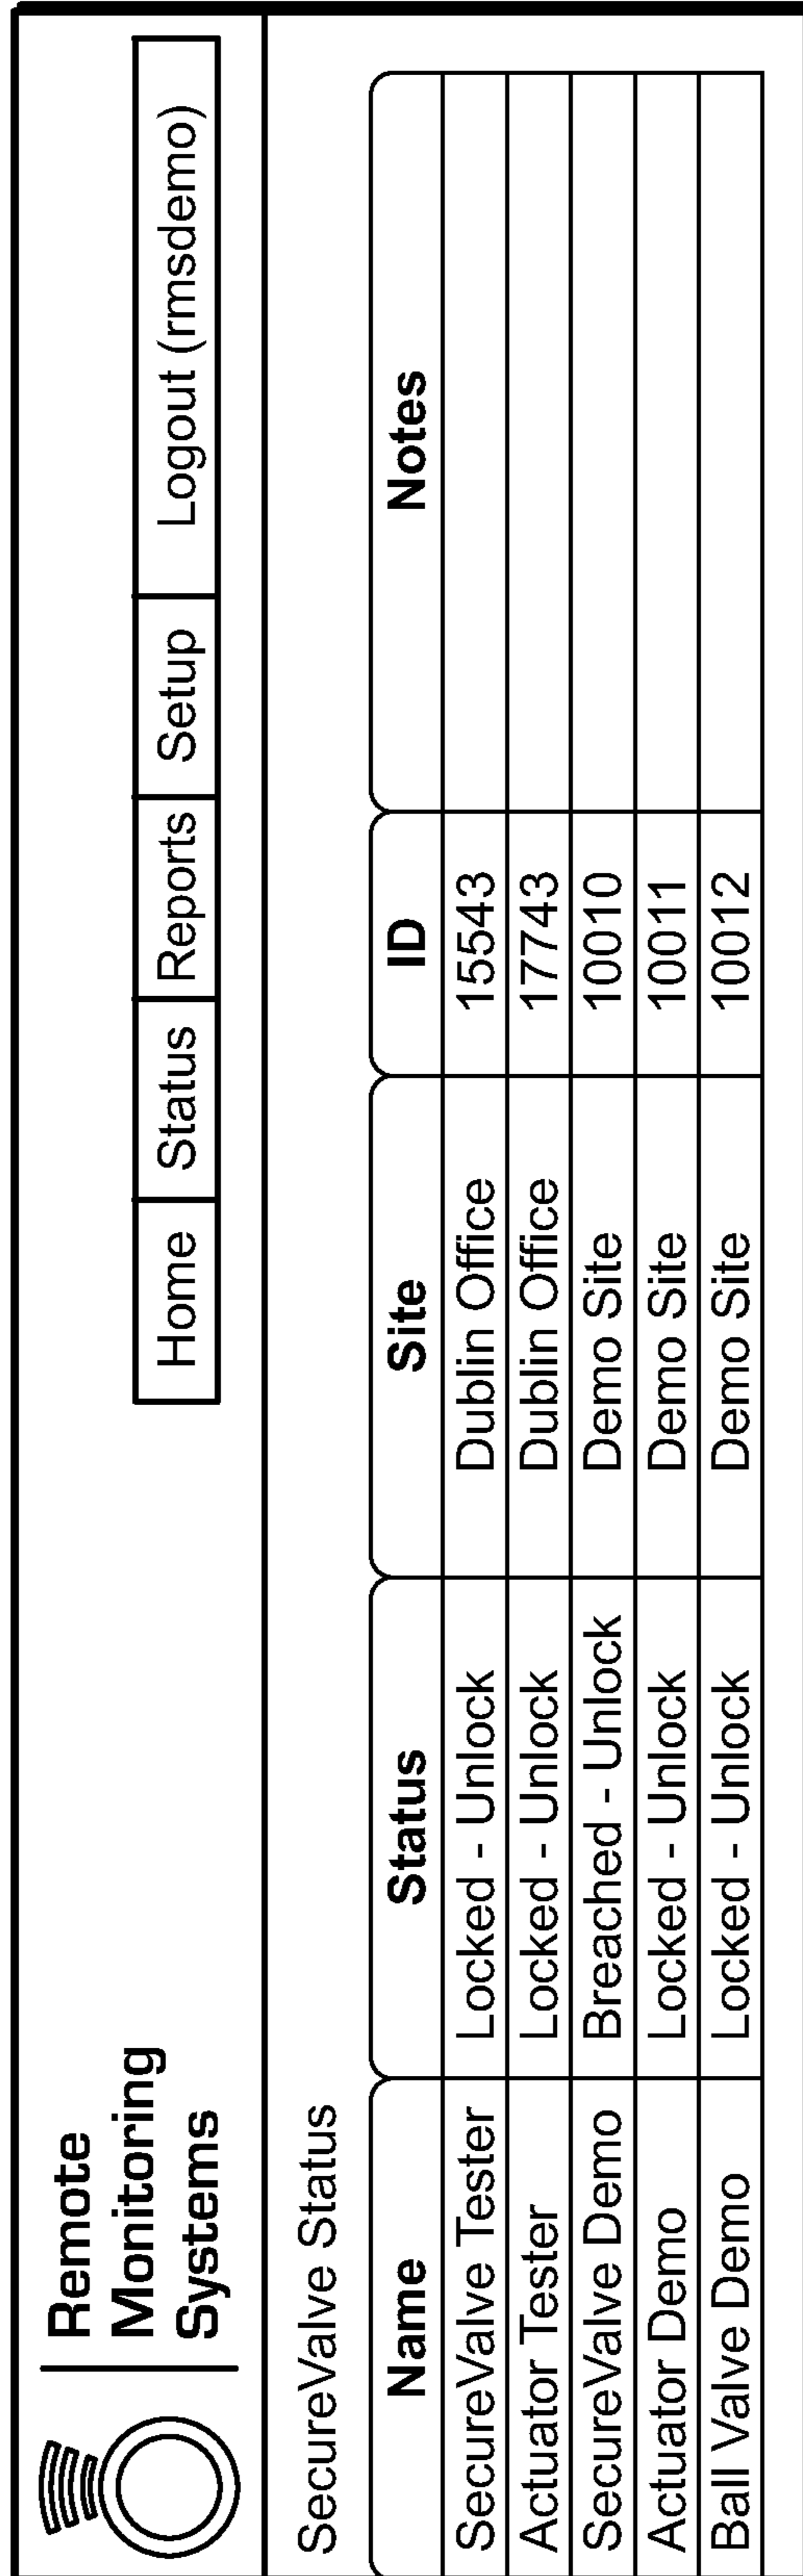 Remote
Monitoring
Systems
Home Status Reports Setup Logout (rmsdemo)
SecureValve Status
Name Status Site ID Notes
SecureValve Tester Locked - Unlock Dublin Office 15543
Actuator Tester Locked - Unlock Dublin Office 17743
SecureValve Demo Breached - Unlock Demo Site 10010
Actuator Demo Locked - Unlock Demo Site 10011
Ball Valve Demo Locked - Unlock Demo Site 10012